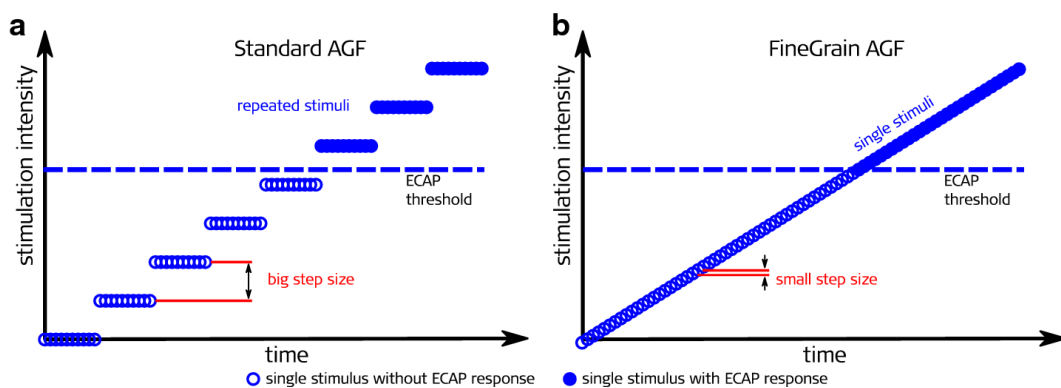 a
Standard AGF
stimulation intensity
repeated stimuli
ECAP
threshold
big step size
time
b
FineGrain AGF
stimulation intensity
single stimuli
ECAP
threshold
small step size
time
single stimulus without ECAP response
single stimulus with ECAP response